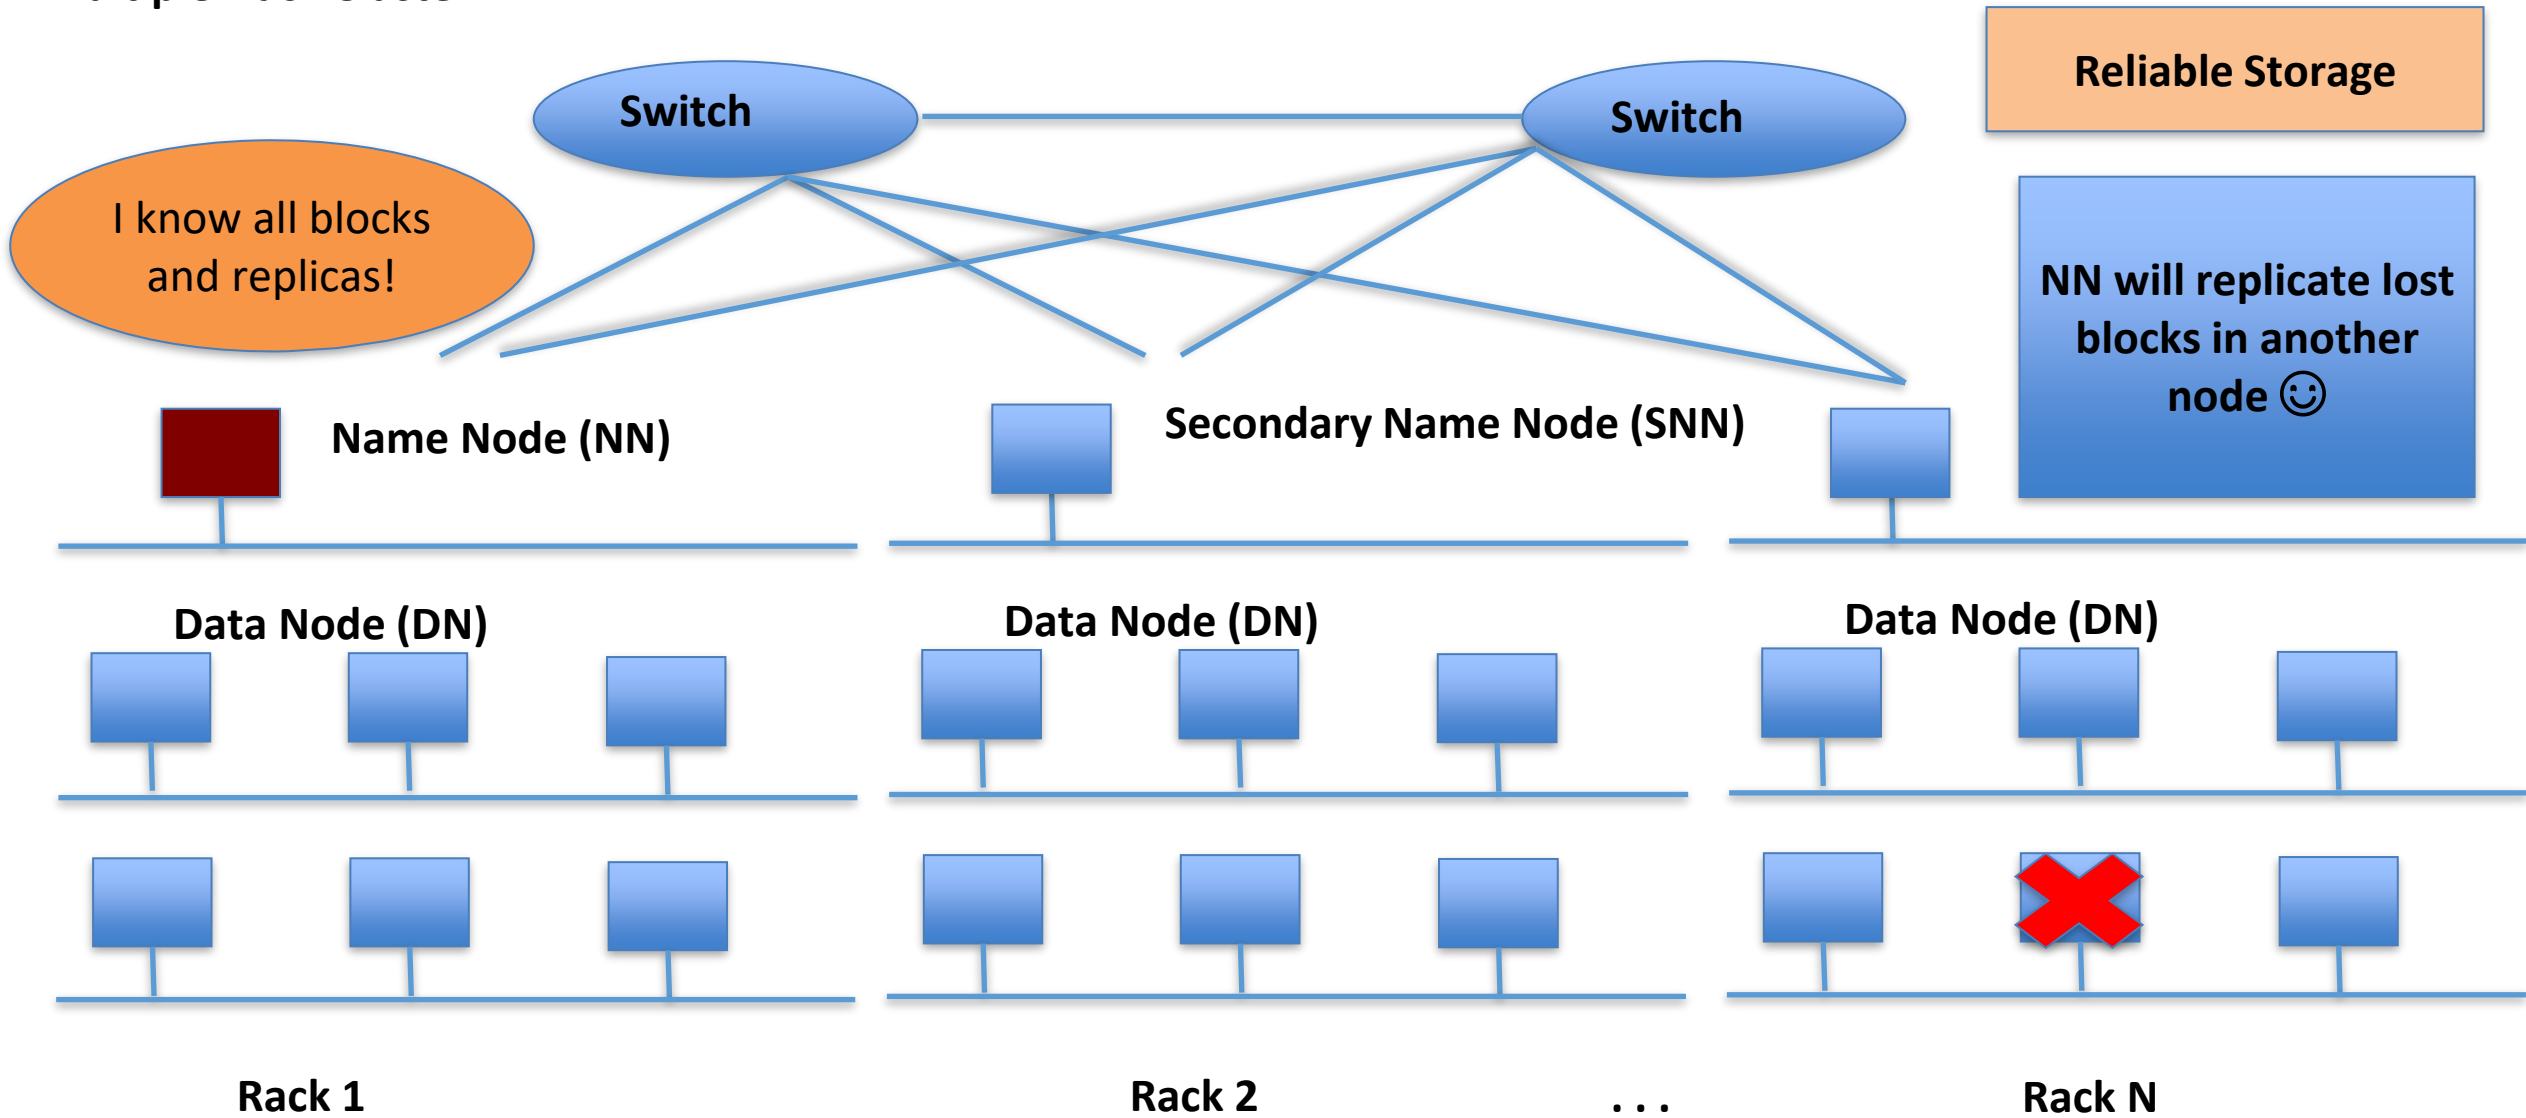 Reliable Storage
Switch
Switch
I know all blocks
and replicas!
NN will replicate lost
blocks in another
node ☺
Name Node (NN)
Secondary Name Node (SNN)
Data Node (DN)
Data Node (DN)
Data Node (DN)
Rack 1
Rack 2
. . .
Rack N